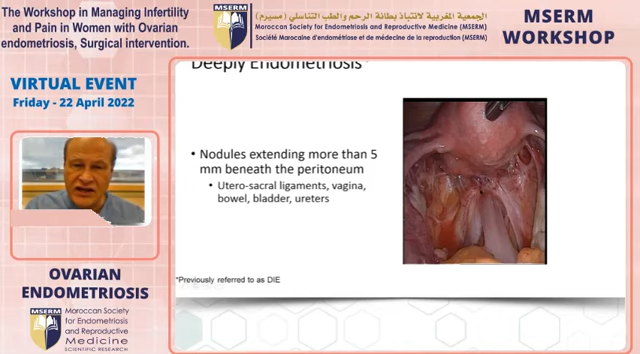 The Workshop in Managing Infertility
and Pain in Women with Ovarian
endometriosis, Surgical intervention.
MSERM
الجمعية المغربية لانتباذ بطانة الرحم والطب التناسلي (مسيرم)
Moroccan Society for Endometriosis and Reproductive Medicine (MSERM)
Société Marocaine d'endométriose et de médecine de la reproduction (MSERM)
MSERM
WORKSHOP
VIRTUAL EVENT
Friday - 22 April 2022
Deeply Endometriosis*
• Nodules extending more than 5
mm beneath the peritoneum
• Utero-sacral ligaments, vagina,
bowel, bladder, ureters
*Previously referred to as DIE
OVARIAN
ENDOMETRIOSIS
MSERM
Moroccan Society
for Endometriosis
and Reproductive
Medicine
SCIENTIFIC RESEARCH